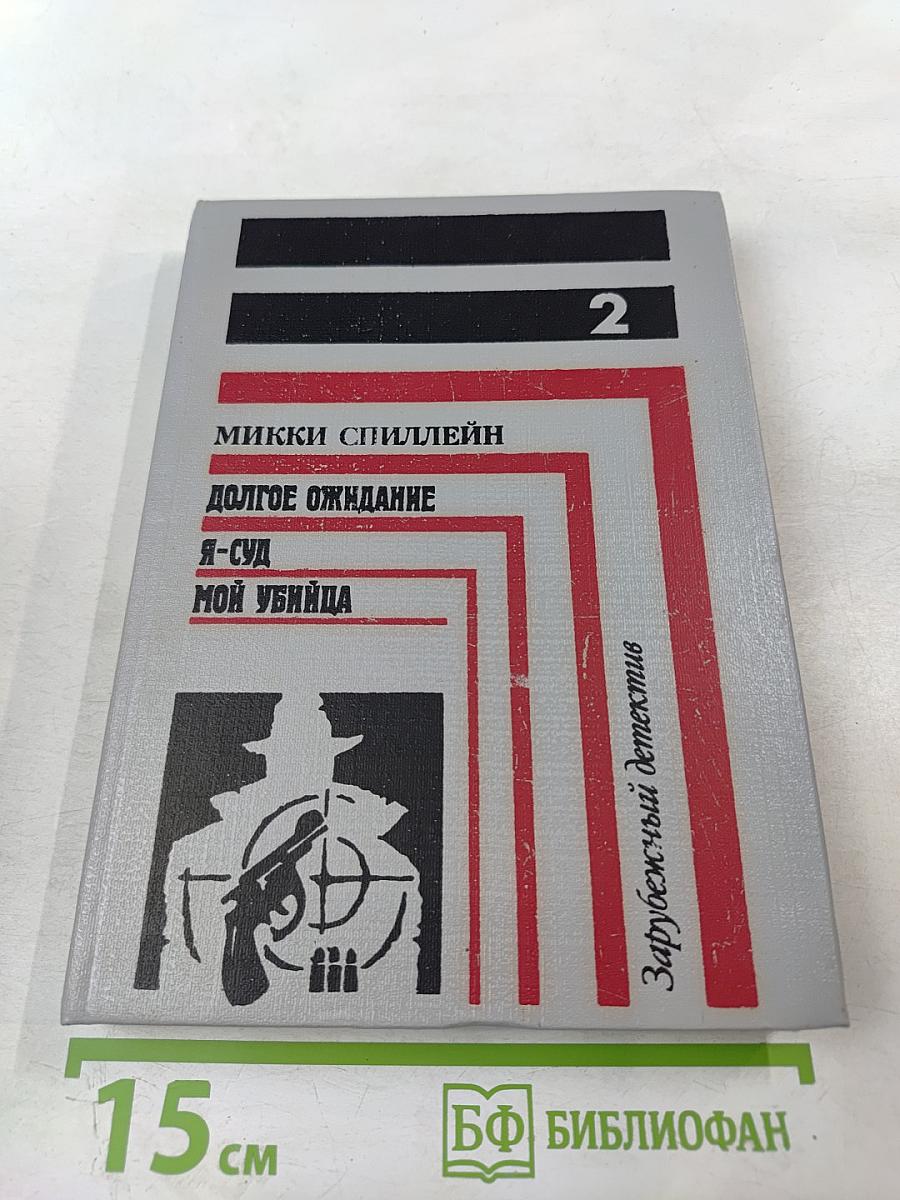 2
МИККИ СПИЛЛЕЙН
ДОЛГОЕ ОЖИДАНИЕ
Я-СУД
МОЙ УБИЙЦА
Зарубежный детектив
15 см
БФ БИБЛИОФАН